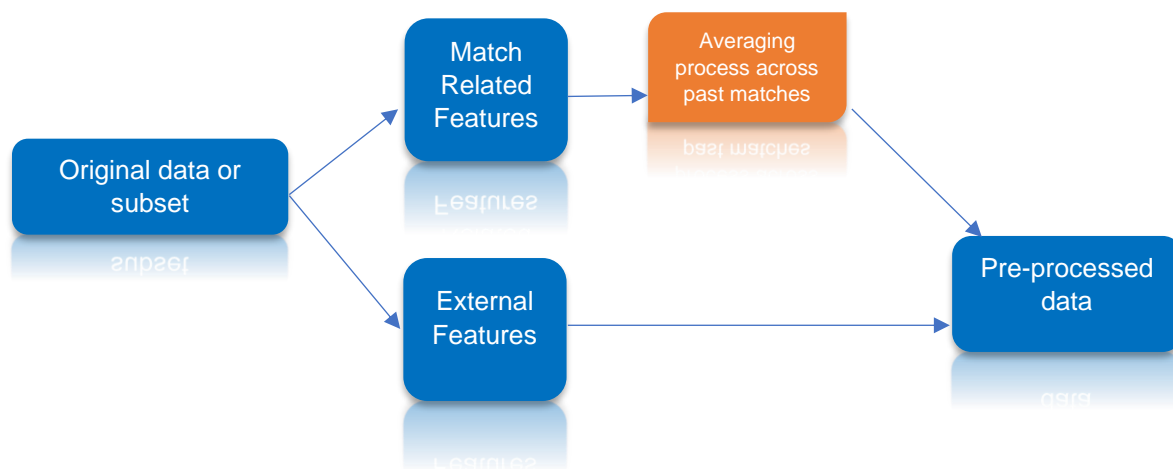 Match
Related
Features
Averaging
process across
past matches
Original data or
subset
External
Features
Pre-processed
data